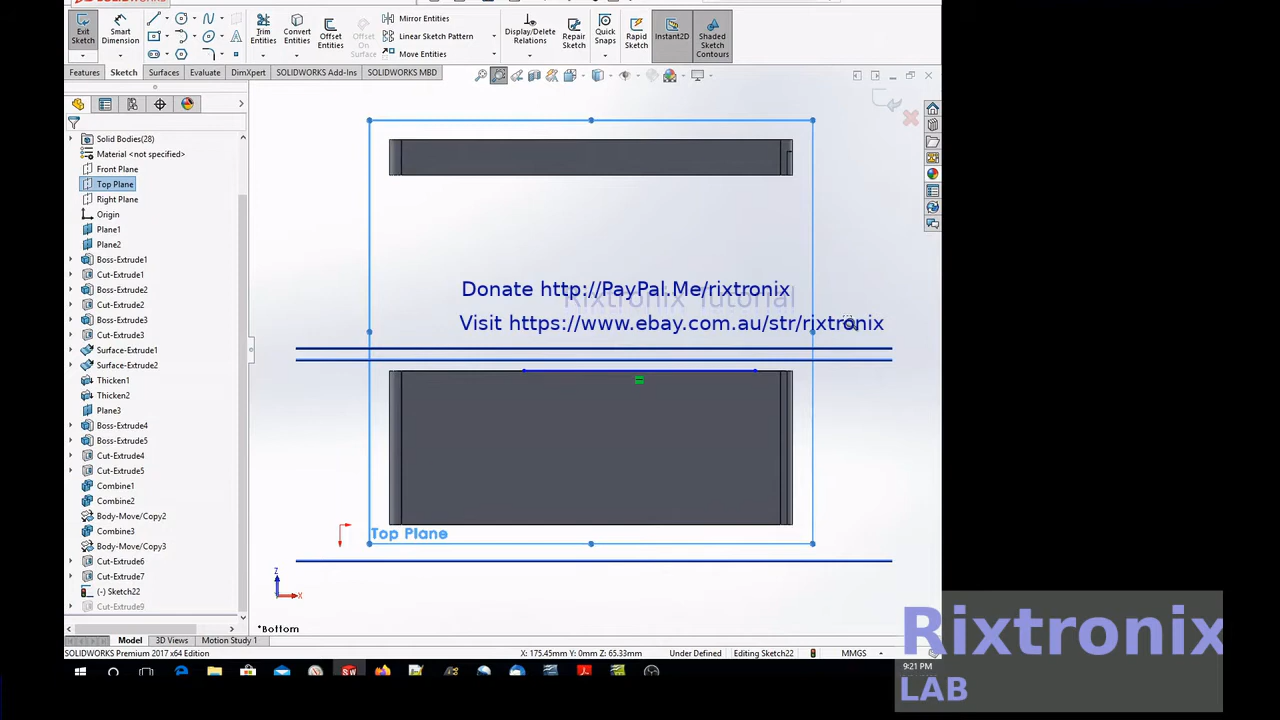 SOLIDWORKS
Exit Sketch
Smart Dimension
Trim Entities
Convert Entities
Offset Entities
Offset On Surface
Mirror Entities
Linear Sketch Pattern
Move Entities
Display/Delete Relations
Repair Sketch
Quick Snaps
Rapid Sketch
Instant2D
Shaded Sketch Contours
Features
Sketch
Surfaces
Evaluate
DimXpert
SOLIDWORKS Add-Ins
SOLIDWORKS MBD
Solid Bodies(28)
Material <not specified>
Front Plane
Top Plane
Right Plane
Origin
Plane1
Plane2
Boss-Extrude1
Cut-Extrude1
Boss-Extrude2
Cut-Extrude2
Boss-Extrude3
Cut-Extrude3
Surface-Extrude1
Surface-Extrude2
Thicken1
Thicken2
Plane3
Boss-Extrude4
Boss-Extrude5
Cut-Extrude4
Cut-Extrude5
Combine1
Combine2
Body-Move/Copy2
Combine3
Body-Move/Copy3
Cut-Extrude6
Cut-Extrude7
(-) Sketch22
Cut-Extrude9
Donate http://PayPal.Me/rixtronix
Rixtronix Tutorial
Visit https://www.ebay.com.au/str/rixtronix
Top Plane
Z
X
*Bottom
Model
3D Views
Motion Study 1
SOLIDWORKS Premium 2017 x64 Edition
X: 175.45mm Y: 0mm Z: 65.33mm
Under Defined
Editing Sketch22
MMGS
9:21 PM
Rixtronix
LAB